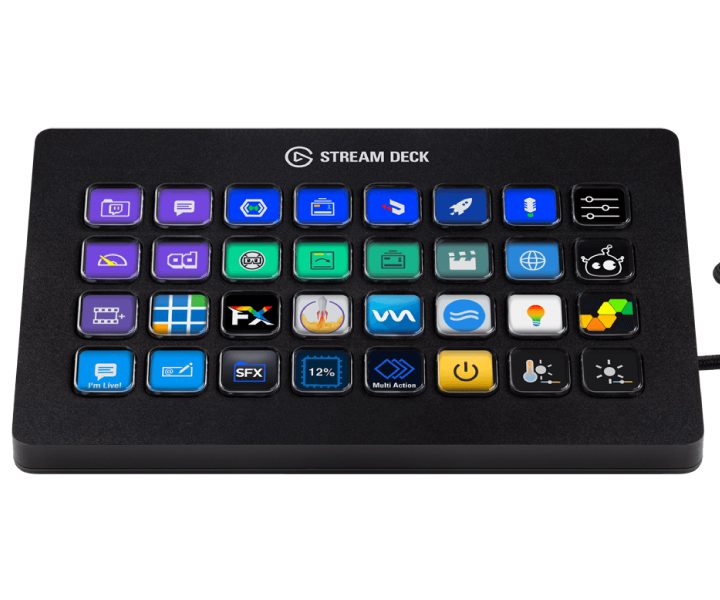 STREAM DECK
FX
I'm Live!
@
SFX
12%
Multi Action